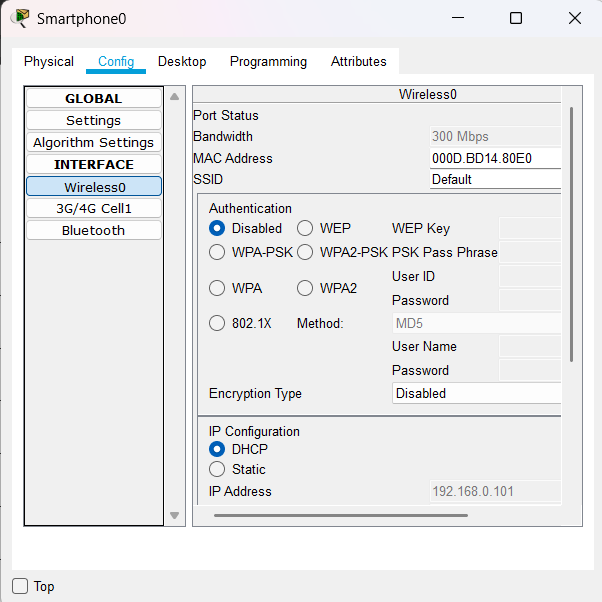 Smartphone0
Physical Config Desktop Programming Attributes
GLOBAL
Settings
Algorithm Settings
INTERFACE
Wireless0
3G/4G Cell1
Bluetooth
Wireless0
Port Status
Bandwidth 300 Mbps
MAC Address 000D.BD14.80E0
SSID Default
Authentication
Disabled WEP WEP Key
WPA-PSK WPA2-PSK PSK Pass Phrase
User ID
WPA WPA2
Password
802.1X Method: MD5
User Name
Password
Encryption Type Disabled
IP Configuration
DHCP
Static
IP Address 192.168.0.101
Top